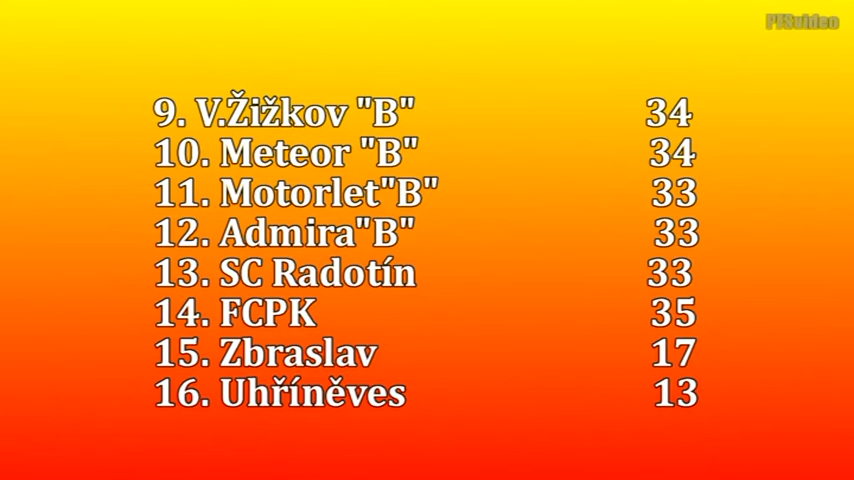 PFSvideo
9. V.Žižkov "B" 34
10. Meteor "B" 34
11. Motorlet"B" 33
12. Admira"B" 33
13. SC Radotín 33
14. FCPK 35
15. Zbraslav 17
16. Uhříněves 13